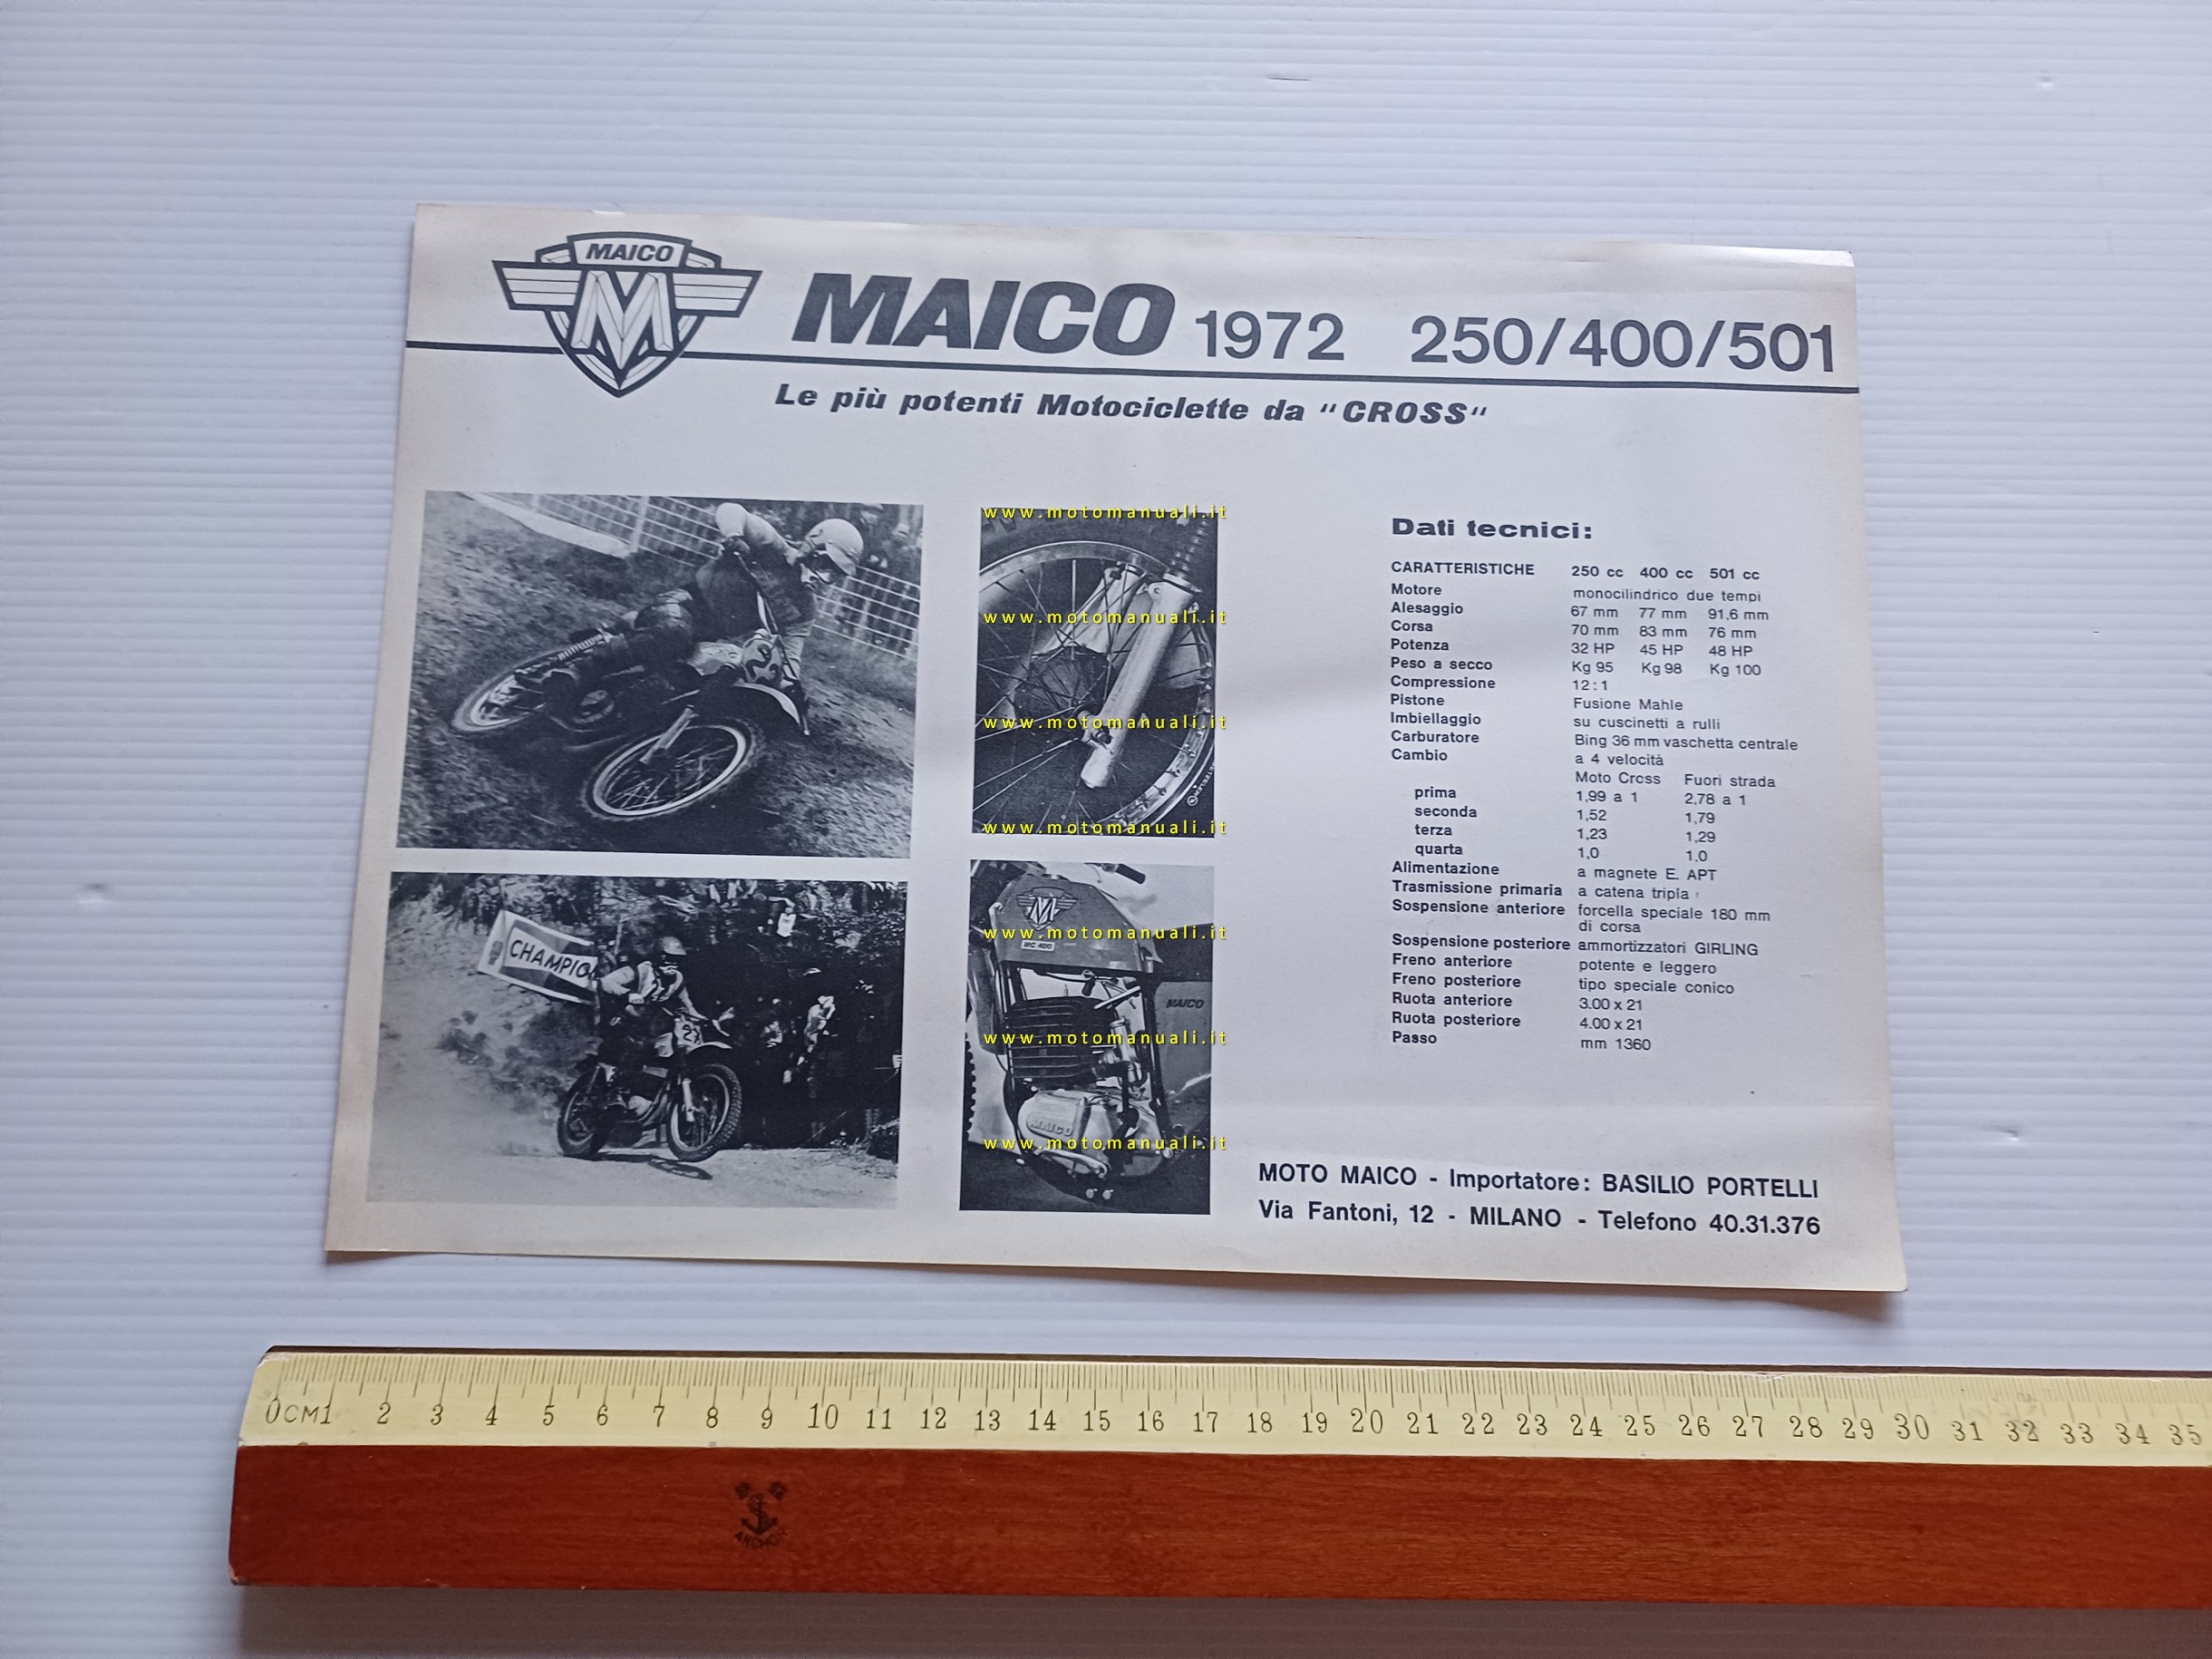 MAICO
M
MAICO 1972 250/400/501
Le più potenti Motociclette da "CROSS"
www.motomanuali.it
www.motomanuali.it
www.motomanuali.it
www.motomanuali.it
CHAMPIO
23
M
MC 400
www.motomanuali.it
MAICO
www.motomanuali.it
MAICO
www.motomanuali.it
Dati tecnici:
CARATTERISTICHE 250 cc 400 cc 501 cc
Motore monocilindrico due tempi
Alesaggio 67 mm 77 mm 91,6 mm
Corsa 70 mm 83 mm 76 mm
Potenza 32 HP 45 HP 48 HP
Peso a secco Kg 95 Kg 98 Kg 100
Compressione 12:1
Pistone Fusione Mahle
Imbiellaggio su cuscinetti a rulli
Carburatore Bing 36 mm vaschetta centrale
Cambio a 4 velocità
Moto Cross Fuori strada
prima 1,99 a 1 2,78 a 1
seconda 1,52 1,79
terza 1,23 1,29
quarta 1,0 1,0
Alimentazione a magnete E. APT
Trasmissione primaria a catena tripla
Sospensione anteriore forcella speciale 180 mm
di corsa
Sospensione posteriore ammortizzatori GIRLING
Freno anteriore potente e leggero
Freno posteriore tipo speciale conico
Ruota anteriore 3.00 x 21
Ruota posteriore 4.00 x 21
Passo mm 1360
MOTO MAICO - Importatore: BASILIO PORTELLI
Via Fantoni, 12 - MILANO - Telefono 40.31.376
0CM1 2 3 4 5 6 7 8 9 10 11 12 13 14 15 16 17 18 19 20 21 22 23 24 25 26 27 28 29 30 31 32 33 34 35
ANCHOR